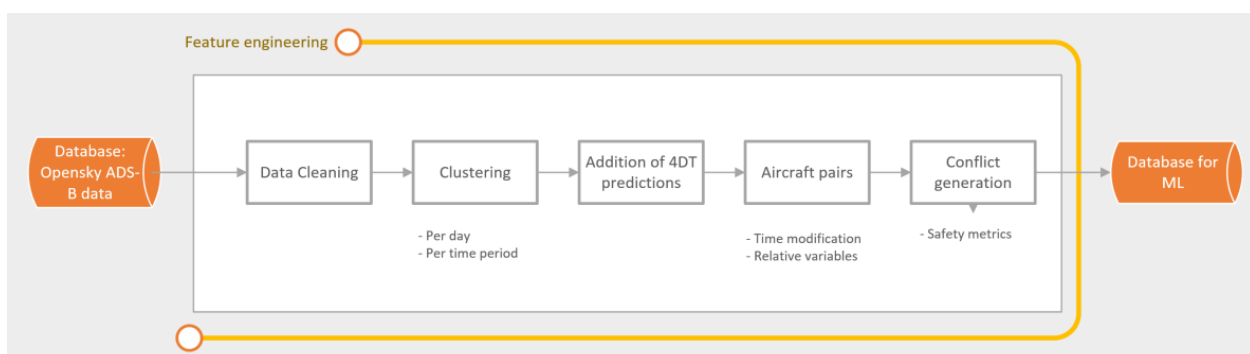 Feature engineering
Database:
Opensky ADS-
B data
Data Cleaning
Clustering
Addition of 4DT
predictions
Aircraft pairs
Conflict
generation
Database for
ML
- Per day
- Per time period
- Time modification
- Relative variables
- Safety metrics